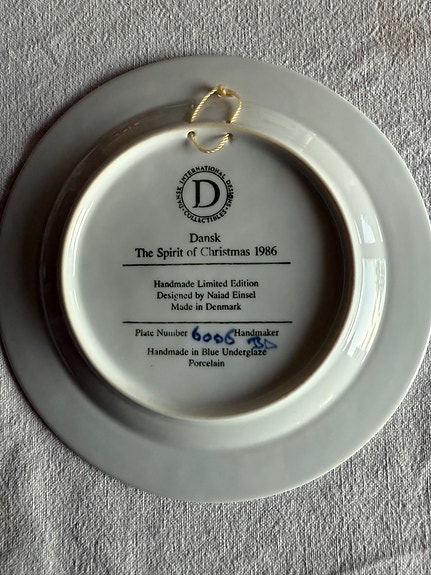 DANSK INTERNATIONAL DESIGNS
COLLECTIBLES
D
Dansk
The Spirit of Christmas 1986
Handmade Limited Edition
Designed by Naiad Einsel
Made in Denmark
Plate Number 6006 Handmaker
Handmade in Blue Underglaze
Porcelain